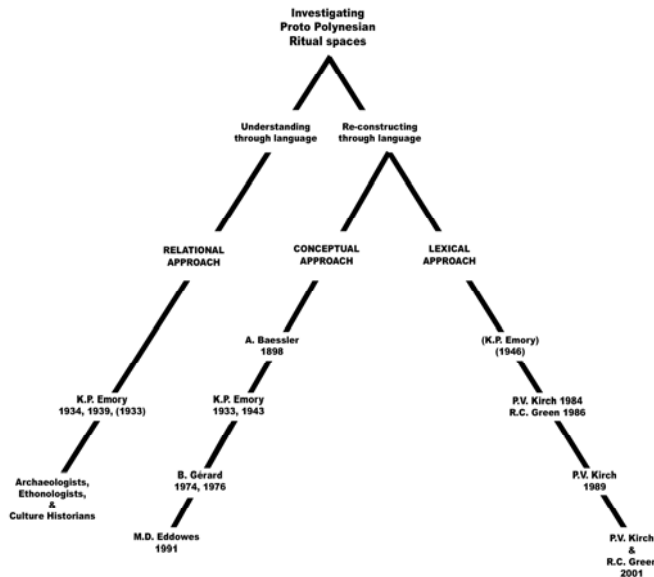 Investigating
Proto Polynesian
Ritual spaces
Understanding
through language
Re-constructing
through language
RELATIONAL
APPROACH
CONCEPTUAL
APPROACH
LEXICAL
APPROACH
A. Baessler
1898
(K.P. Emory)
(1946)
K.P. Emory
1934, 1939, (1933)
K.P. Emory
1933, 1943
P.V. Kirch 1984
R.C. Green 1986
Archaeologists,
Ethonologists,
&
Culture Historians
B. Gérard
1974, 1976
P.V. Kirch
1989
M.D. Eddowes
1991
P.V. Kirch
&
R.C. Green
2001